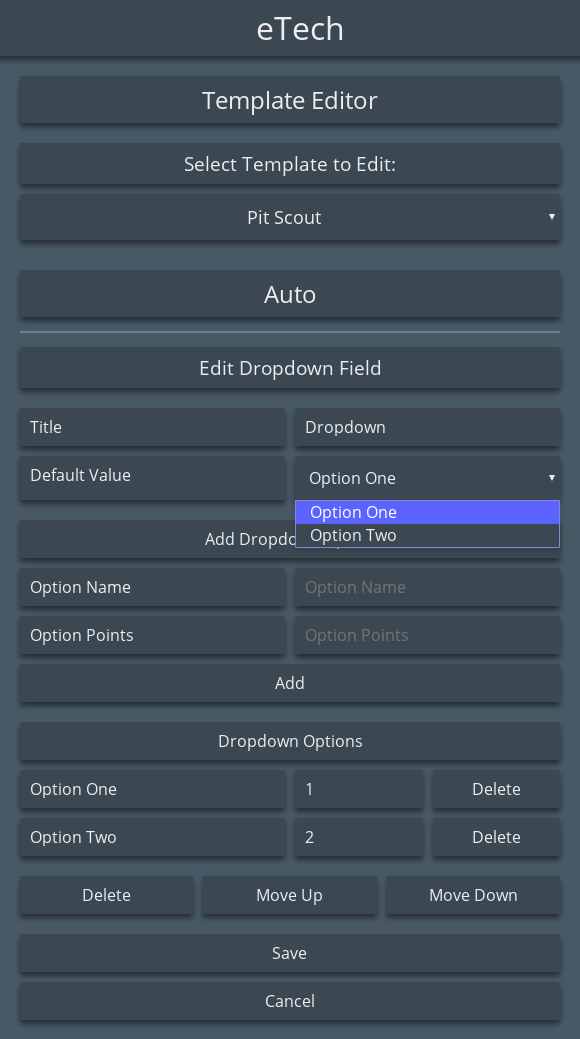 eTech
Template Editor
Select Template to Edit:
Pit Scout
Auto
Edit Dropdown Field
Title
Dropdown
Default Value
Option One
Option One
Option Two
Add
Option Name
Option Name
Option Points
Option Points
Add
Dropdown Options
Option One
1
Delete
Option Two
2
Delete
Delete
Move Up
Move Down
Save
Cancel